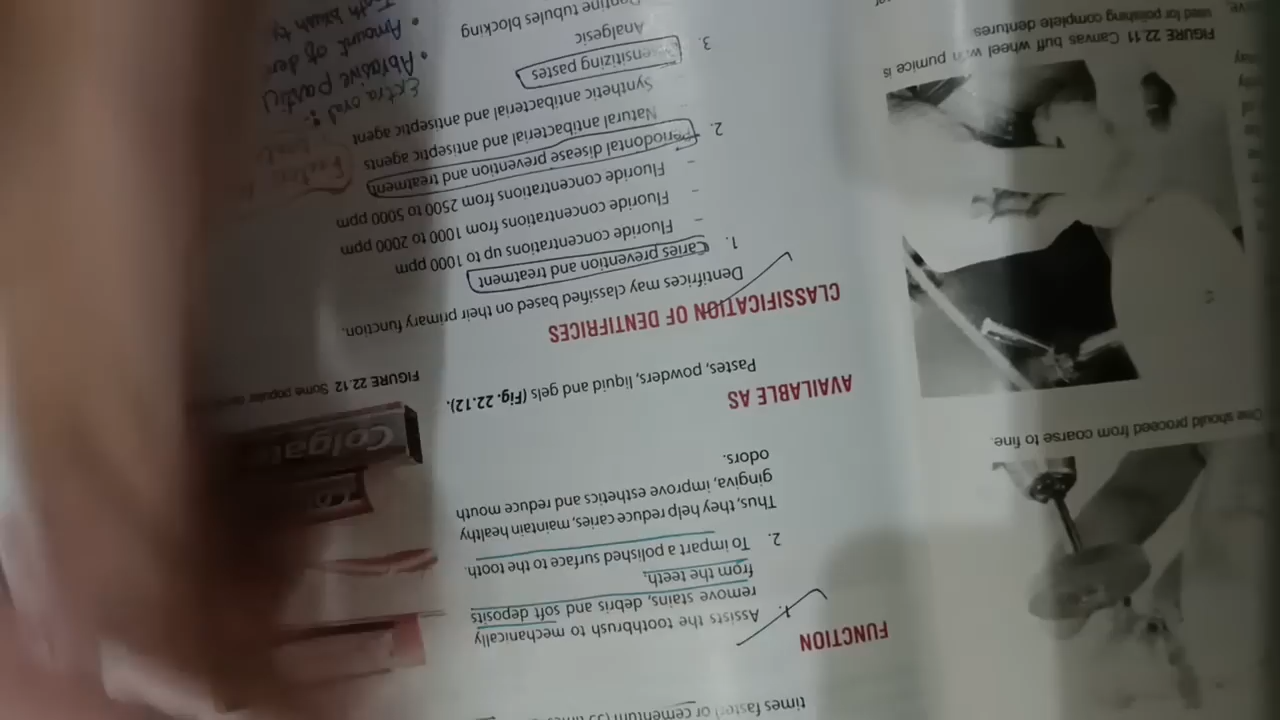 times faster) or cementum (35
FUNCTION
1. Assists the toothbrush to mechanically
remove stains, debris and soft deposits
from the teeth.
2. To impart a polished surface to the tooth.
Thus, they help reduce caries, maintain healthy
gingiva, improve esthetics and reduce mouth
odors.
AVAILABLE AS
Pastes, powders, liquid and gels (Fig. 22.12).
CLASSIFICATION OF DENTIFRICES
Dentifrices may classified based on their primary function.
1. Caries prevention and treatment
– Fluoride concentrations up to 1000 ppm
– Fluoride concentrations from 1000 to 2000 ppm
– Fluoride concentrations from 2500 to 5000 ppm
2. Periodontal disease prevention and treatment
Natural antibacterial and antiseptic agents
Synthetic antibacterial and antiseptic agent
3. sensitizing pastes
Analgesic
tubules blocking
One should proceed from coarse to fine.
FIGURE 22.11 Canvas buff wheel pumice is
used for polishing complete dentures
Colgat
FIGURE 22.12 Some popular
Extra oral :-
• Abrasive partic
• Amount of den